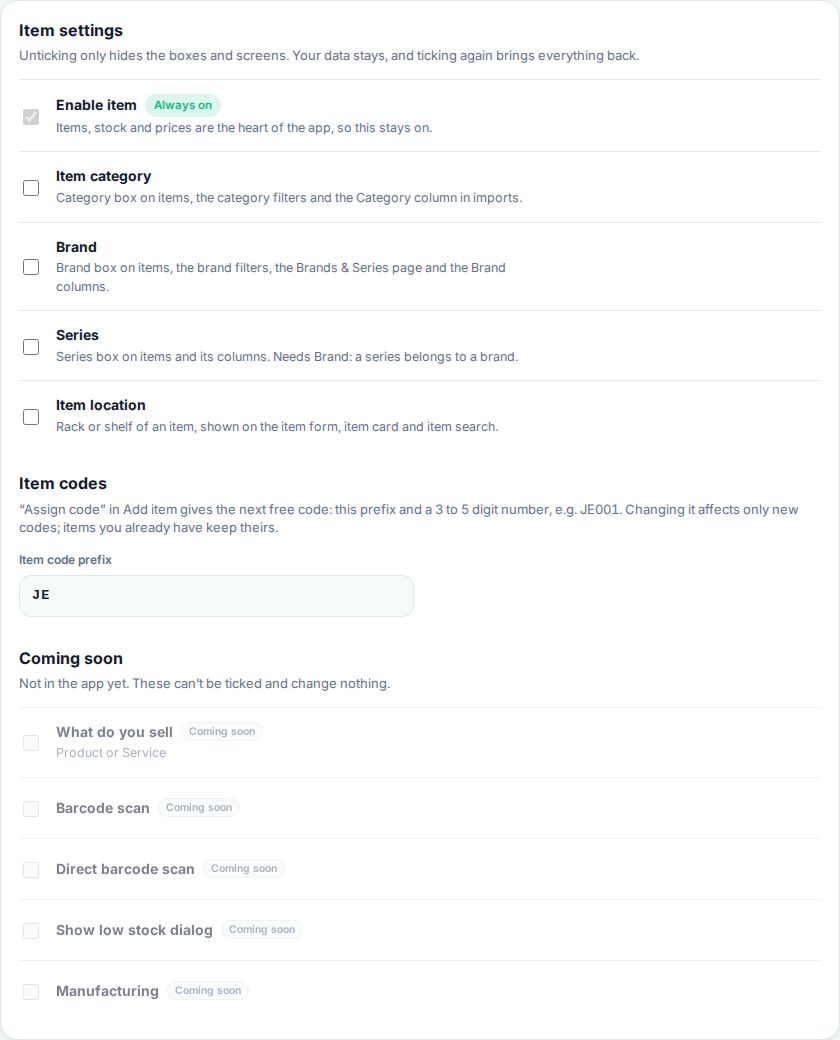 Item settings
Unticking only hides the boxes and screens. Your data stays, and ticking again brings everything back.
Enable item Always on
Items, stock and prices are the heart of the app, so this stays on.
Item category
Category box on items, the category filters and the Category column in imports.
Brand
Brand box on items, the brand filters, the Brands & Series page and the Brand
columns.
Series
Series box on items and its columns. Needs Brand: a series belongs to a brand.
Item location
Rack or shelf of an item, shown on the item form, item card and item search.
Item codes
“Assign code” in Add item gives the next free code: this prefix and a 3 to 5 digit number, e.g. JE001. Changing it affects only new
codes; items you already have keep theirs.
Item code prefix
JE
Coming soon
Not in the app yet. These can’t be ticked and change nothing.
What do you sell Coming soon
Product or Service
Barcode scan Coming soon
Direct barcode scan Coming soon
Show low stock dialog Coming soon
Manufacturing Coming soon